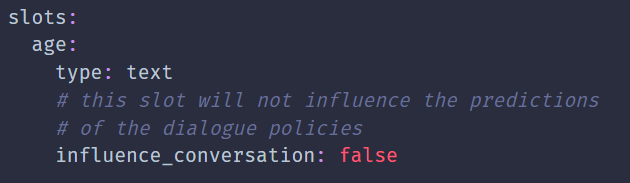 slots:
  age:
    type: text
    # this slot will not influence the predictions
    # of the dialogue policies
    influence_conversation: false